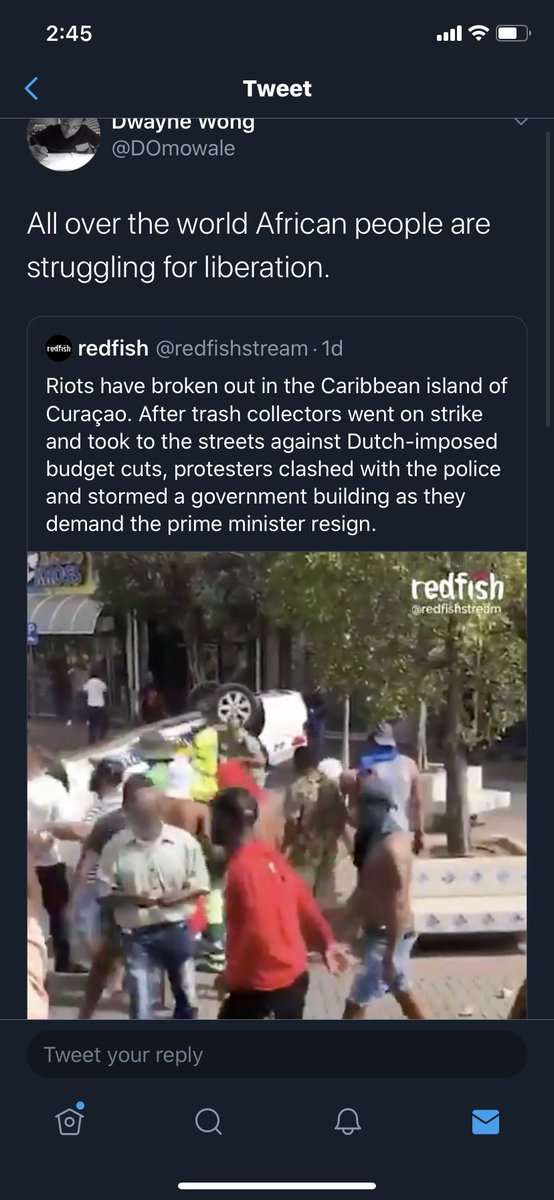 2:45
Tweet
Dwayne Wong
@DOmowale
All over the world African people are
struggling for liberation.
redfish
redfish @redfishstream · 1d
Riots have broken out in the Caribbean island of
Curaçao. After trash collectors went on strike
and took to the streets against Dutch-imposed
budget cuts, protesters clashed with the police
and stormed a government building as they
demand the prime minister resign.
redfish
@redfishstream
Tweet your reply